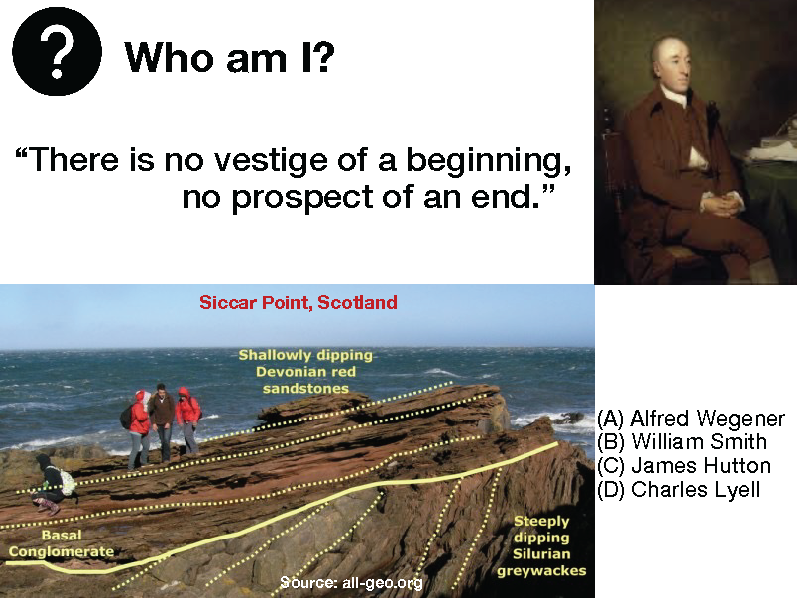 ?
Who am I?
“There is no vestige of a beginning,
no prospect of an end.”
Siccar Point, Scotland
Shallowly dipping
Devonian red
sandstones
(A) Alfred Wegener
(B) William Smith
(C) James Hutton
(D) Charles Lyell
Basal
Conglomerate
Steeply
dipping
Silurian
greywackes
Source: all-geo.org